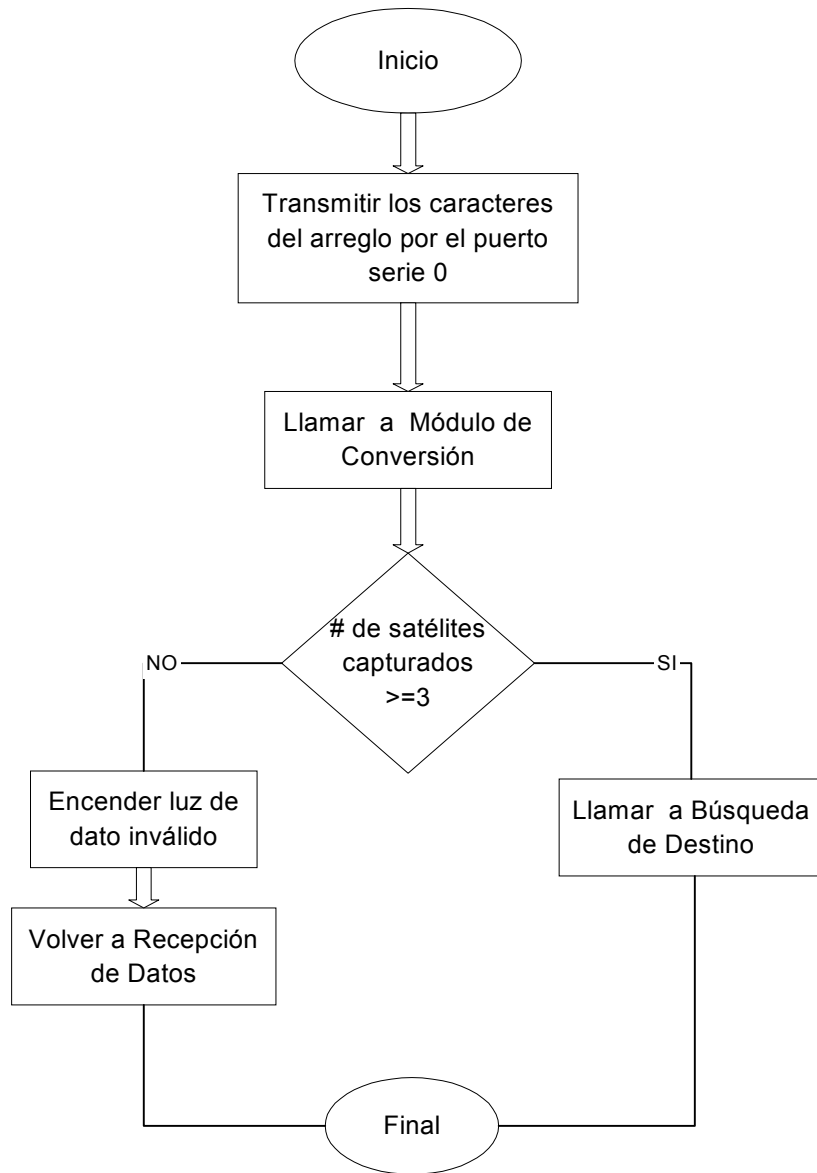 Inicio
Transmitir los caracteres
del arreglo por el puerto
serie 0
Llamar a Módulo de
Conversión
# de satélites
capturados
>=3
NO
SI
Encender luz de
dato inválido
Llamar a Búsqueda
de Destino
Volver a Recepción
de Datos
Final